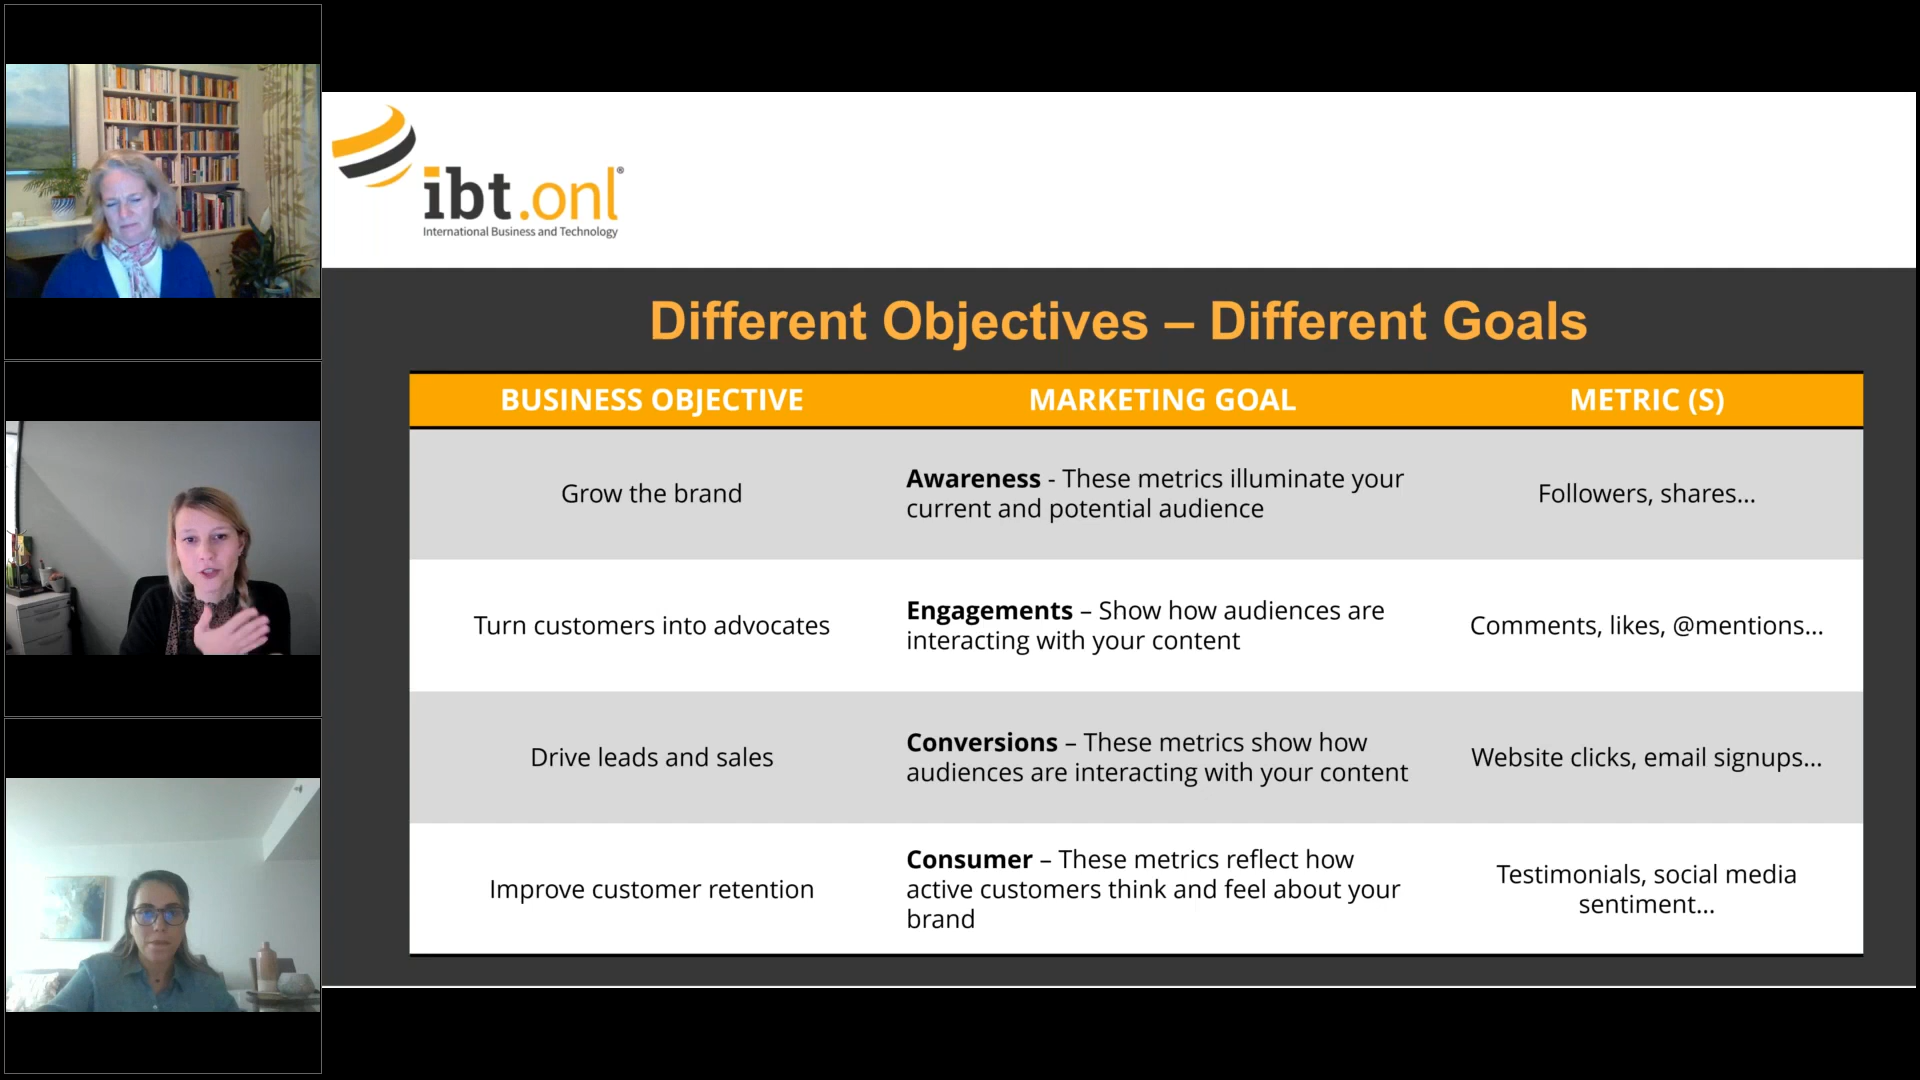 ibt.onl®
International Business and Technology
Different Objectives – Different Goals
BUSINESS OBJECTIVE
MARKETING GOAL
METRIC (S)
Grow the brand
Awareness - These metrics illuminate your
current and potential audience
Followers, shares...
Turn customers into advocates
Engagements – Show how audiences are
interacting with your content
Comments, likes, @mentions...
Drive leads and sales
Conversions – These metrics show how
audiences are interacting with your content
Website clicks, email signups...
Improve customer retention
Consumer – These metrics reflect how
active customers think and feel about your
brand
Testimonials, social media
sentiment...